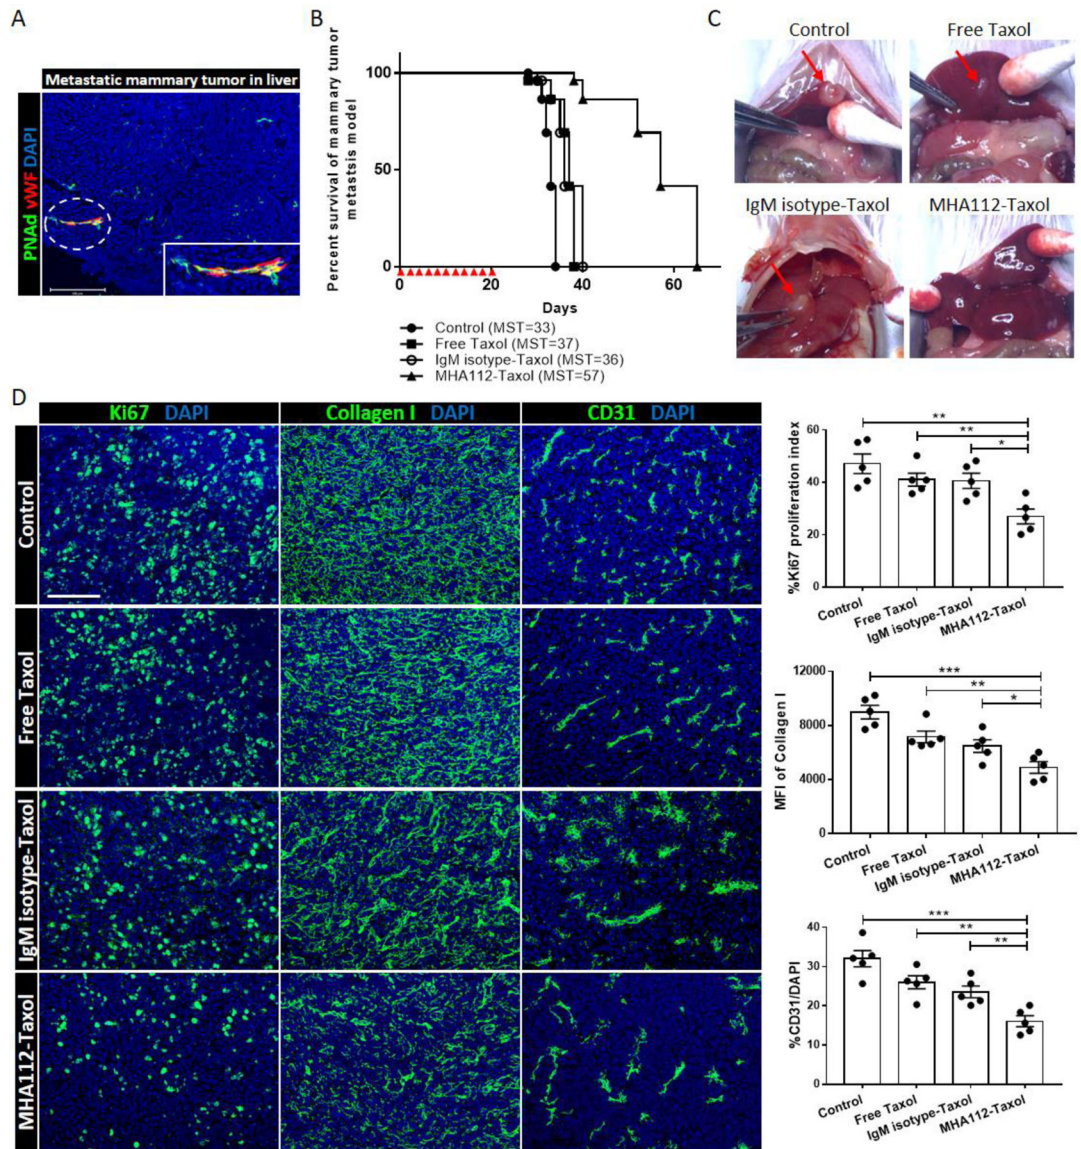 A
Metastatic mammary tumor in liver
PNAd vWF DAPI
B
Percent survival of mammary tumor
metastsis model
100
50
0
0
20
40
60
Days
Control (MST=33)
Free Taxol (MST=37)
IgM isotype-Taxol (MST=36)
MHA112-Taxol (MST=57)
C
Control
Free Taxol
IgM isotype-Taxol
MHA112-Taxol
D
Ki67 DAPI
Collagen I DAPI
CD31 DAPI
Control
Free Taxol
IgM isotype-Taxol
MHA112-Taxol
%Ki67 proliferation index
60
40
20
0
**
**
*
Control
Free Taxol
IgM isotype-Taxol
MHA112-Taxol
MFI of Collagen I
12000
8000
4000
0
***
**
*
Control
Free Taxol
IgM isotype-Taxol
MHA112-Taxol
%CD31/DAPI
40
30
20
10
0
***
**
**
Control
Free Taxol
IgM isotype-Taxol
MHA112-Taxol